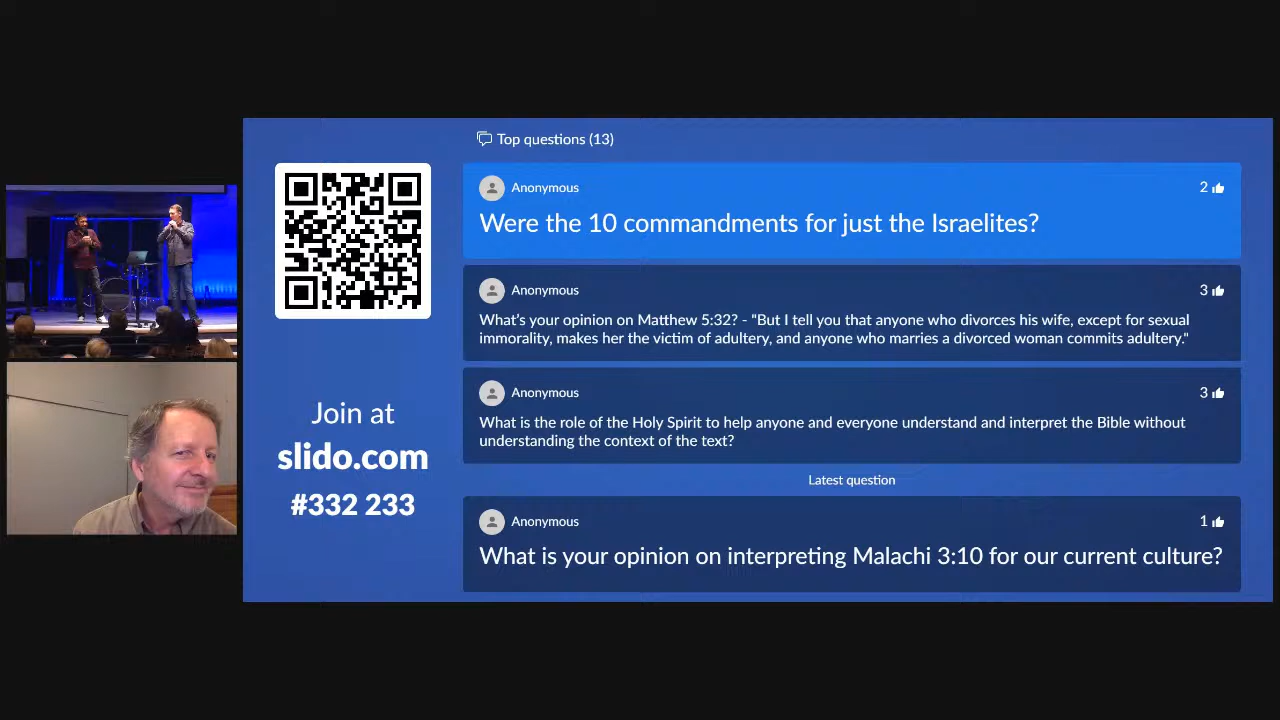 Top questions (13)
Anonymous
2
Were the 10 commandments for just the Israelites?
Anonymous
3
What's your opinion on Matthew 5:32? - "But I tell you that anyone who divorces his wife, except for sexual
immorality, makes her the victim of adultery, and anyone who marries a divorced woman commits adultery."
Anonymous
3
What is the role of the Holy Spirit to help anyone and everyone understand and interpret the Bible without
understanding the context of the text?
Latest question
Anonymous
1
What is your opinion on interpreting Malachi 3:10 for our current culture?
Join at
slido.com
#332 233